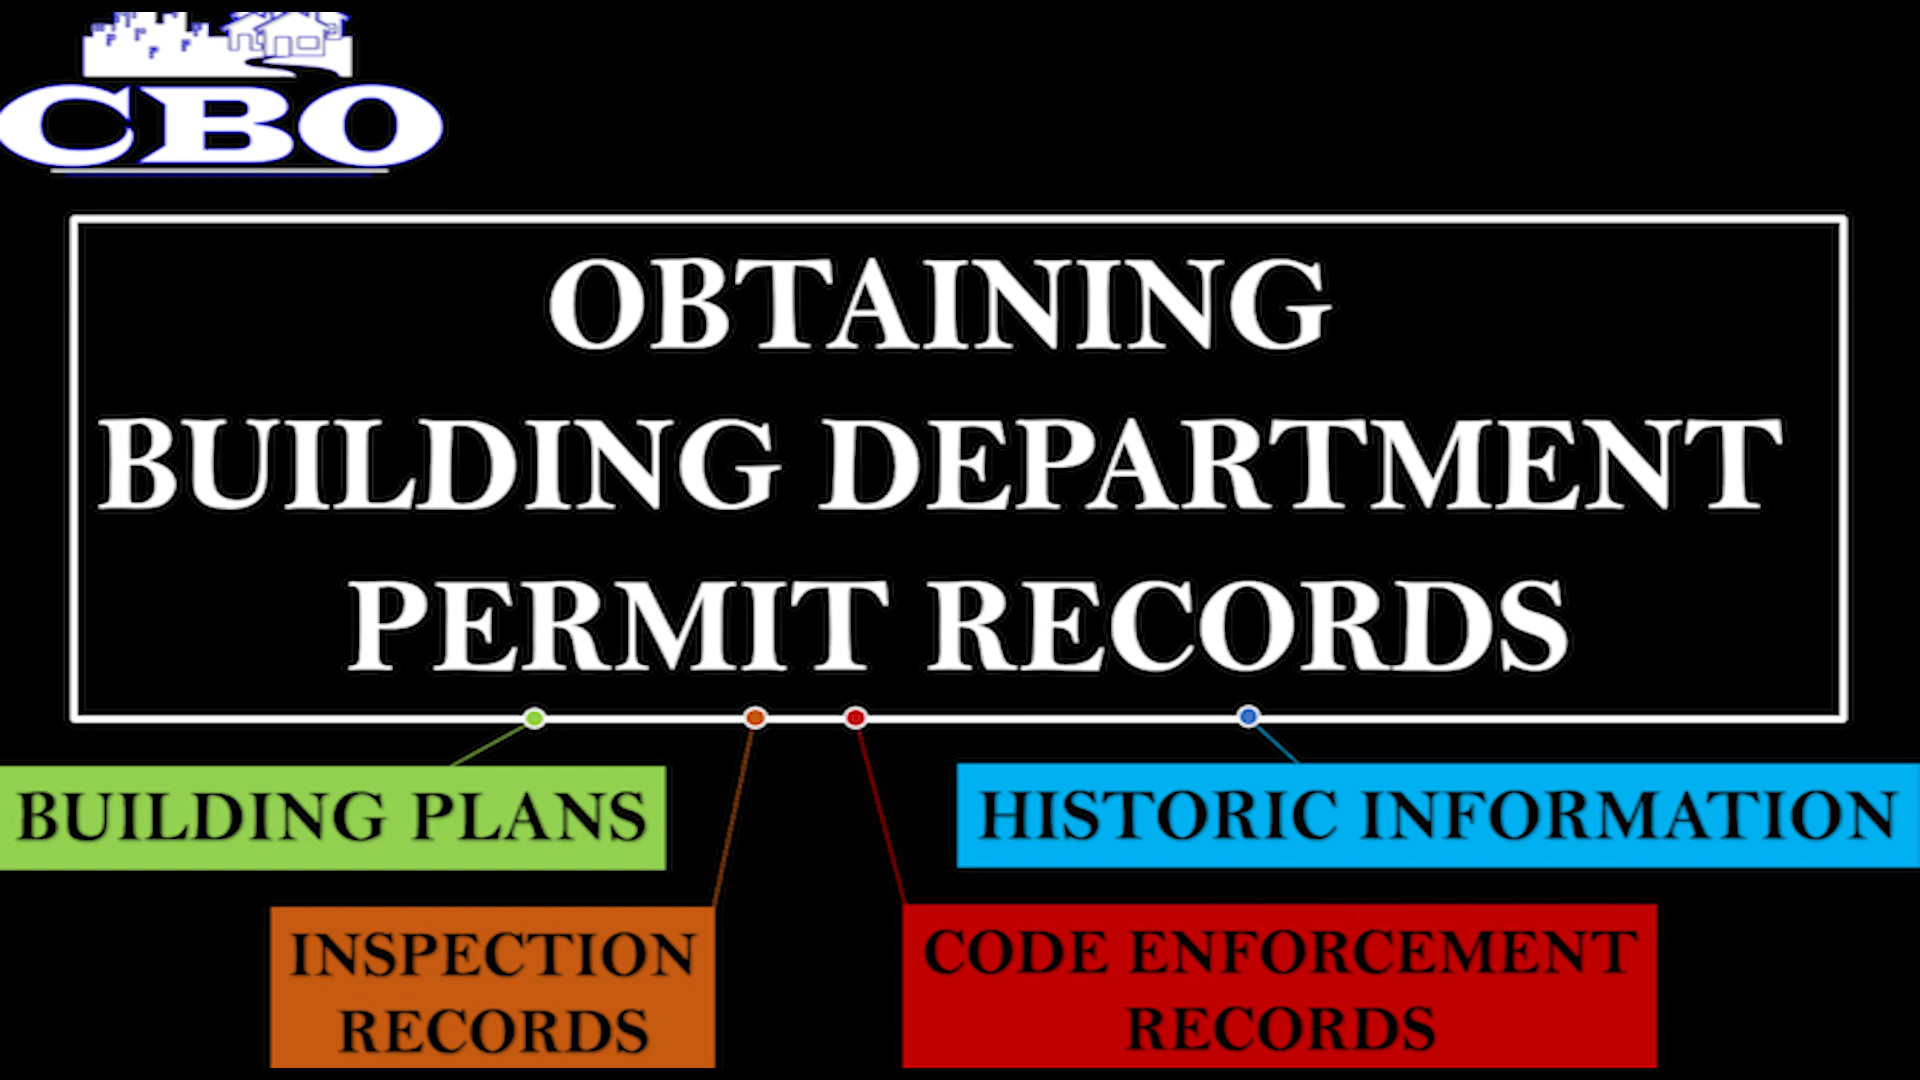 CBO
OBTAINING
BUILDING DEPARTMENT
PERMIT RECORDS
BUILDING PLANS
HISTORIC INFORMATION
INSPECTION
RECORDS
CODE ENFORCEMENT
RECORDS